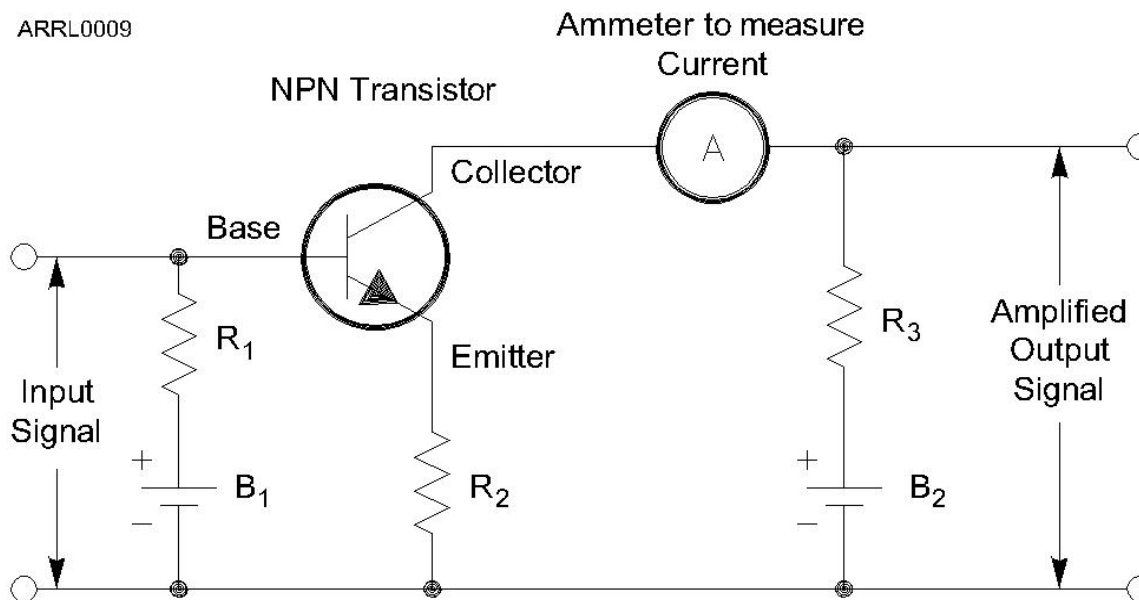 ARRL0009
Ammeter to measure
Current
NPN Transistor
A
Collector
Base
R1
R3
Amplified
Output
Signal
Emitter
Input
Signal
+
B1
−
R2
+
B2
−